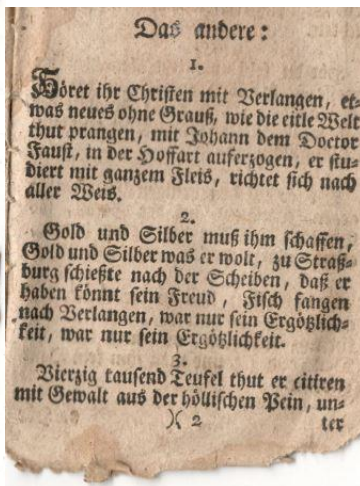 Das andere:
1.
Höret ihr Christen mit Verlangen, et-
was neues ohne Grauß, wie die eitle Welt
thut prangen, mit Johann dem Doctor
Faust, in der Hoffart auferzogen, er stu-
diert mit ganzem Fleis, richtet sich nach
aller Weis.
2.
Gold und Silber muß ihm schaffen,
Gold und Silber was er wolt, zu Straß-
burg schießte nach der Scheiben, daß er
haben könnt sein Freud, Fisch fangen
nach Verlangen, war nur sein Ergötzlich-
keit, war nur sein Ergötzlichkeit.
3.
Vierzig tausend Teufel thut er citiren
mit Gewalt aus der höllischen Pein, un-
)( 2 ter